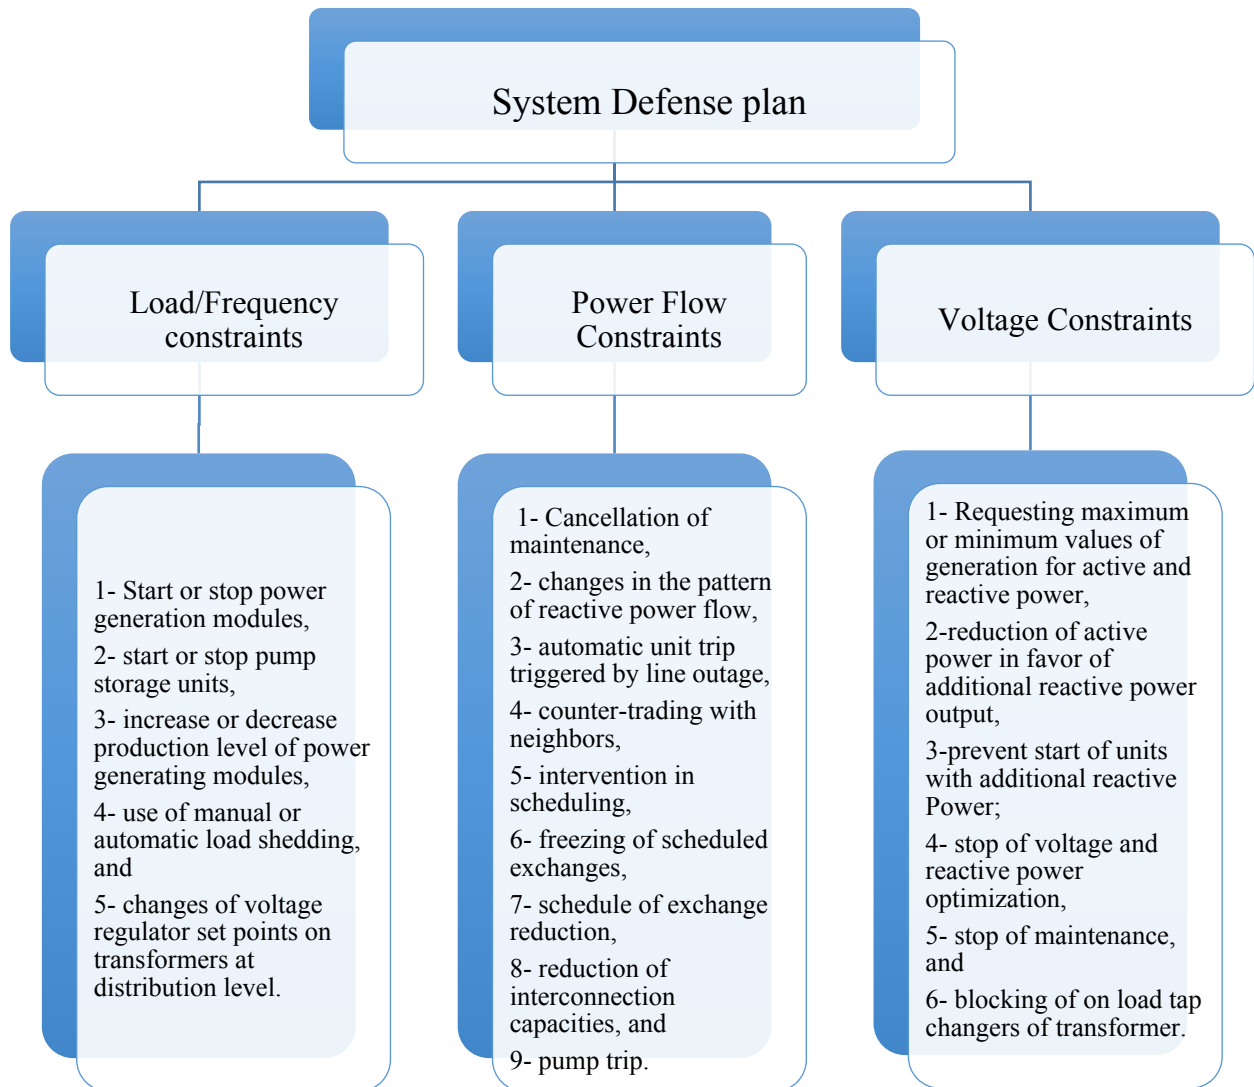 System Defense plan
Load/Frequency
constraints
Power Flow
Constraints
Voltage Constraints
1- Start or stop power
generation modules,
2- start or stop pump
storage units,
3- increase or decrease
production level of power
generating modules,
4- use of manual or
automatic load shedding,
and
5- changes of voltage
regulator set points on
transformers at
distribution level.
1- Cancellation of
maintenance,
2- changes in the pattern
of reactive power flow,
3- automatic unit trip
triggered by line outage,
4- counter-trading with
neighbors,
5- intervention in
scheduling,
6- freezing of scheduled
exchanges,
7- schedule of exchange
reduction,
8- reduction of
interconnection
capacities, and
9- pump trip.
1- Requesting maximum
or minimum values of
generation for active and
reactive power,
2-reduction of active
power in favor of
additional reactive power
output,
3-prevent start of units
with additional reactive
Power;
4- stop of voltage and
reactive power
optimization,
5- stop of maintenance,
and
6- blocking of on load tap
changers of transformer.